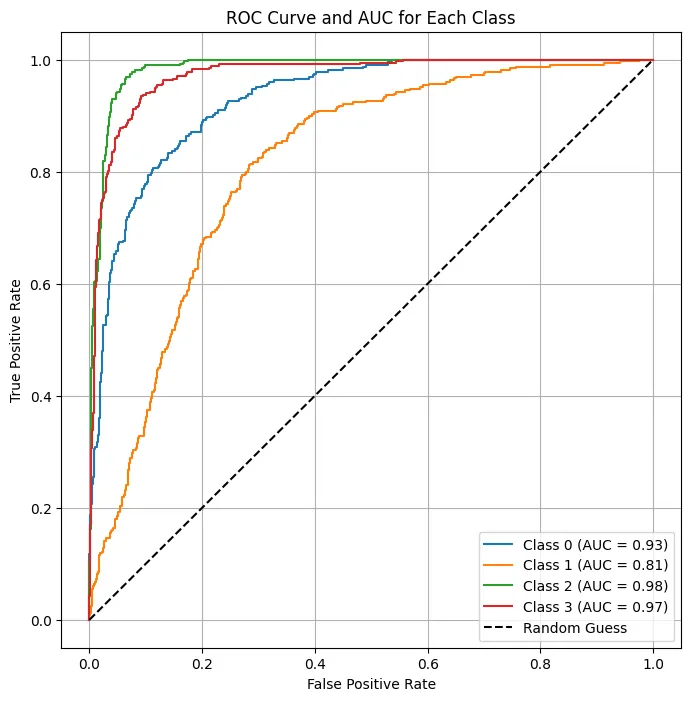 ROC Curve and AUC for Each Class
True Positive Rate
1.0
0.8
0.6
0.4
0.2
0.0
0.0 0.2 0.4 0.6 0.8 1.0
False Positive Rate
Class 0 (AUC = 0.93)
Class 1 (AUC = 0.81)
Class 2 (AUC = 0.98)
Class 3 (AUC = 0.97)
Random Guess